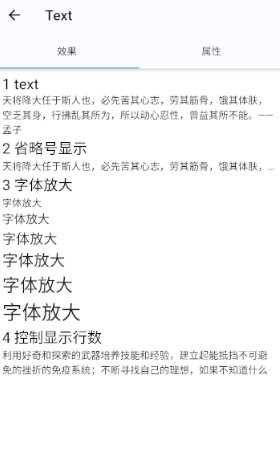 Text
效果 属性
1 text
天将降大任于斯人也，必先苦其心志，劳其筋骨，饿其体肤，
空乏其身，行拂乱其所为，所以动心忍性，曾益其所不能。——
孟子
2 省略号显示
天将降大任于斯人也，必先苦其心志，劳其筋骨，饿其体肤，...
3 字体放大
字体放大
字体放大
字体放大
字体放大
字体放大
字体放大
4 控制显示行数
利用好奇和探索的武器培养技能和经验，建立起能抵挡不可避
免的挫折的免疫系统；不断寻找自己的理想，如果不知道什么